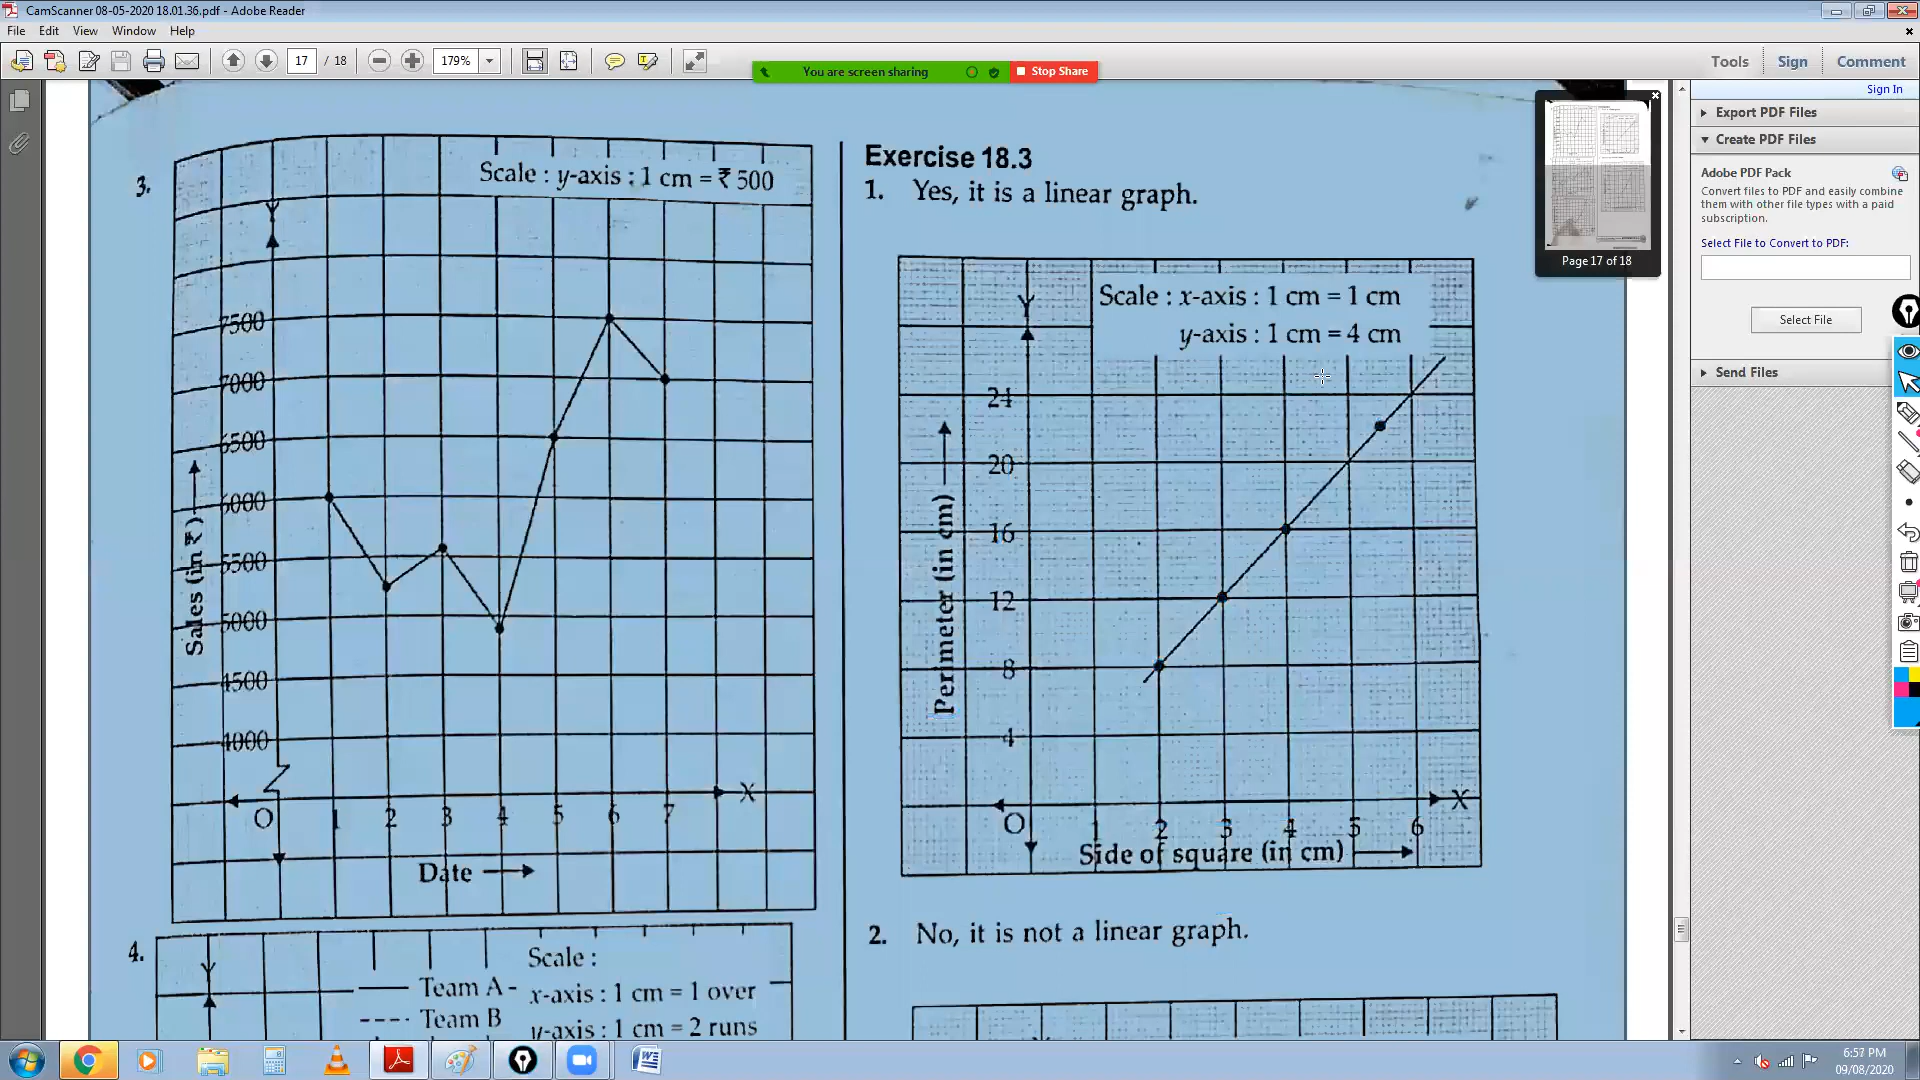 CamScanner 08-05-2020 18.01.36.pdf - Adobe Reader
File Edit View Window Help
17 / 18 179%
You are screen sharing Stop Share
Tools Sign Comment
Sign In
Export PDF Files
Create PDF Files
Adobe PDF Pack
Convert files to PDF and easily combine
them with other file types with a paid
subscription.
Select File to Convert to PDF:
Select File
Send Files
Page 17 of 18
3.
Scale : y-axis : 1 cm = ₹ 500
Y
7500
7000
6500
6000
5500
5000
4500
4000
Sales (in ₹)
O 1 2 3 4 5 6 7 X
Date
4.
Y
Scale :
Team A - x-axis : 1 cm = 1 over
Team B y-axis : 1 cm = 2 runs
Exercise 18.3
1. Yes, it is a linear graph.
Scale : x-axis : 1 cm = 1 cm
y-axis : 1 cm = 4 cm
Y
24
20
16
12
8
4
Perimeter (in cm)
O 1 2 3 4 5 6 X
Side of square (in cm)
2. No, it is not a linear graph.
6:57 PM
09/08/2020